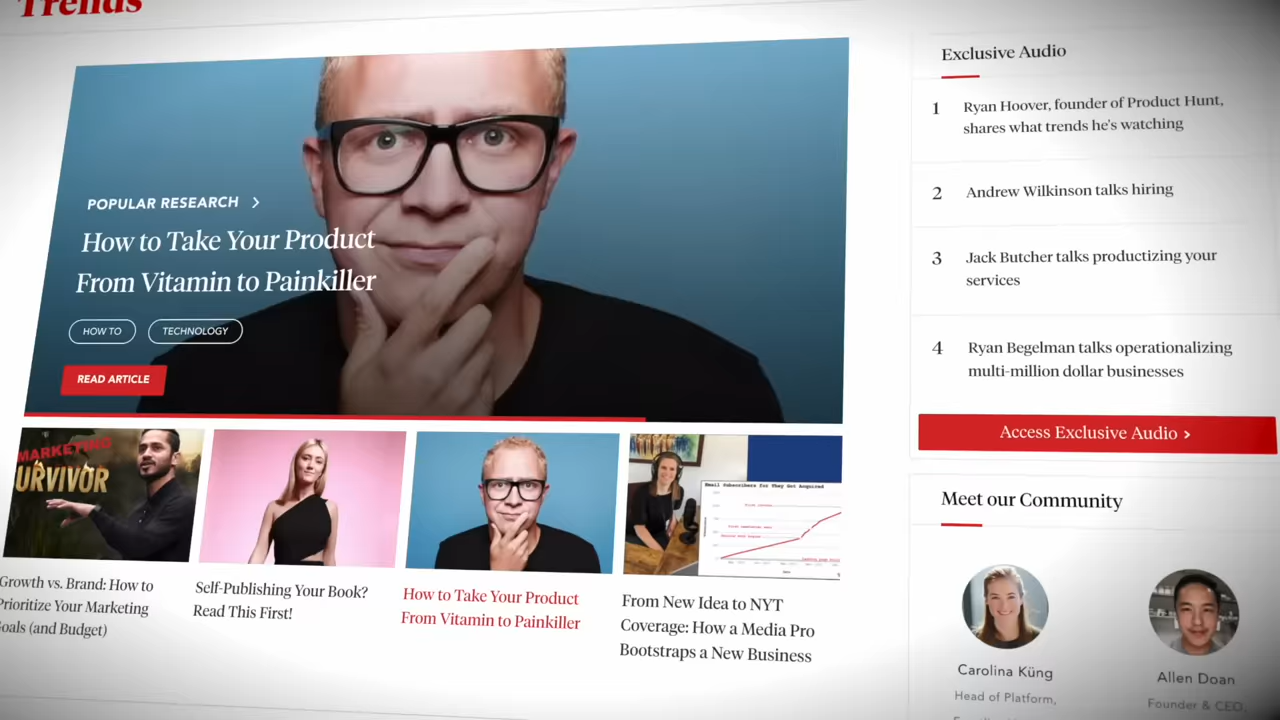 Trends
POPULAR RESEARCH >
How to Take Your Product
From Vitamin to Painkiller
HOW TO
TECHNOLOGY
READ ARTICLE
MARKETING
URVIVOR
Growth vs. Brand: How to
Prioritize Your Marketing
Goals (and Budget)
Self-Publishing Your Book?
Read This First!
How to Take Your Product
From Vitamin to Painkiller
Email Subscribers for They Got Acquired
From New Idea to NYT
Coverage: How a Media Pro
Bootstraps a New Business
Exclusive Audio
1 Ryan Hoover, founder of Product Hunt,
shares what trends he's watching
2 Andrew Wilkinson talks hiring
3 Jack Butcher talks productizing your
services
4 Ryan Begelman talks operationalizing
multi-million dollar businesses
Access Exclusive Audio >
Meet our Community
Carolina Küng
Head of Platform,
Allen Doan
Founder & CEO,